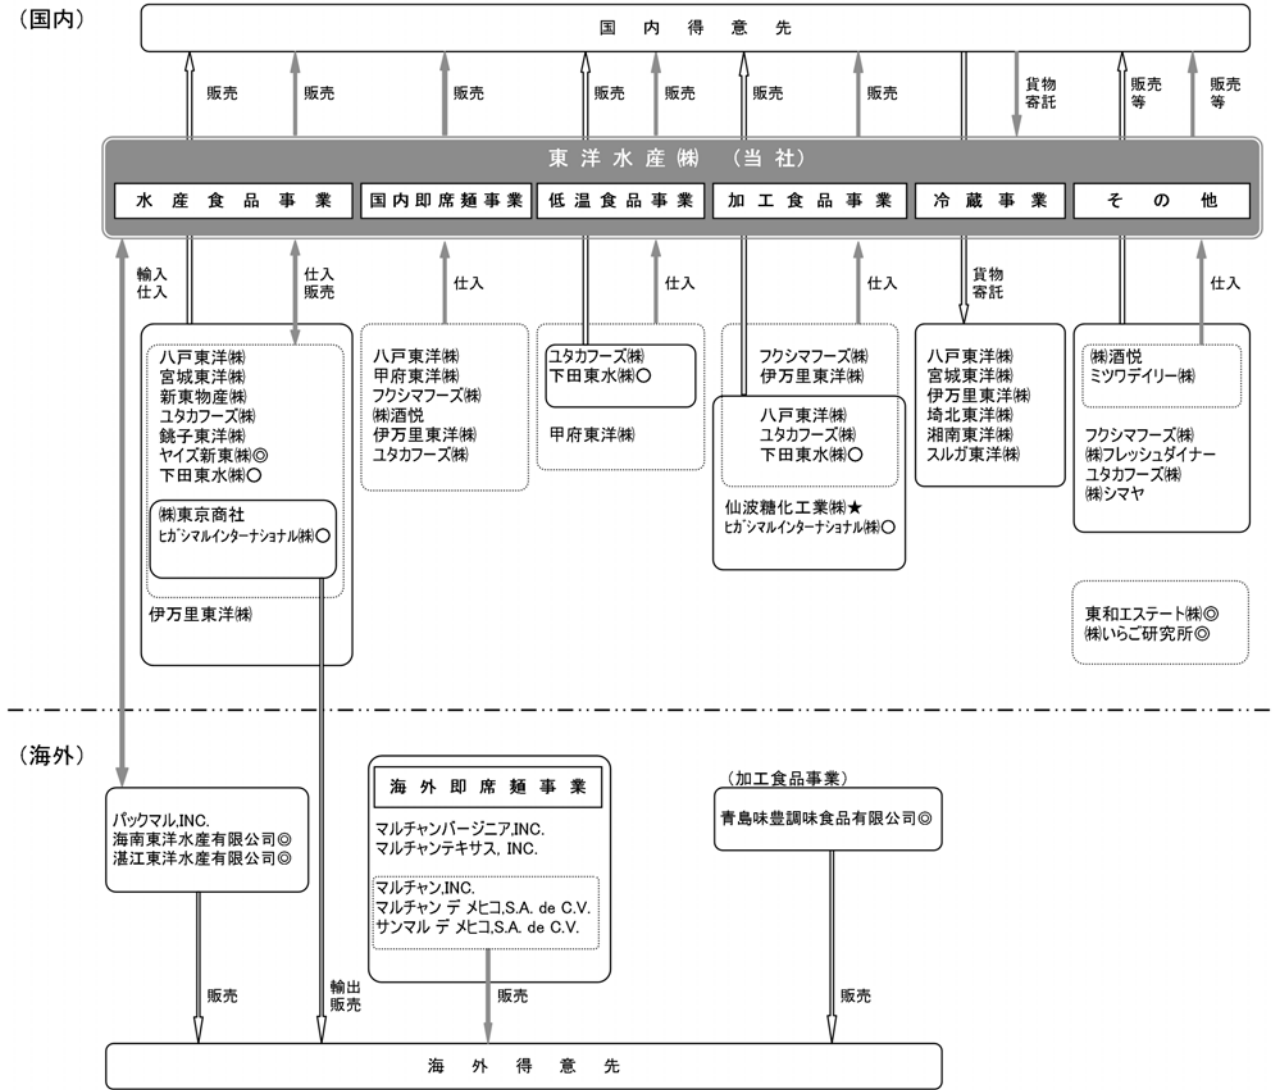 （国内）
国内得意先
販売
販売
販売
販売
販売
販売
販売
貨物
寄託
販売
等
販売
等
東洋水産㈱ （当社）
水産食品事業
国内即席麺事業
低温食品事業
加工食品事業
冷蔵事業
その他
輸入
仕入
仕入
販売
仕入
仕入
仕入
貨物
寄託
仕入
八戸東洋㈱
宮城東洋㈱
新東物産㈱
ユタカフーズ㈱
銚子東洋㈱
ヤイズ新東㈱◎
下田東水㈱○
㈱東京商社
ヒガシマルインターナショナル㈱○
伊万里東洋㈱
八戸東洋㈱
甲府東洋㈱
フクシマフーズ㈱
㈱酒悦
伊万里東洋㈱
ユタカフーズ㈱
ユタカフーズ㈱
下田東水㈱○
甲府東洋㈱
フクシマフーズ㈱
伊万里東洋㈱
八戸東洋㈱
ユタカフーズ㈱
下田東水㈱○
仙波糖化工業㈱★
ヒガシマルインターナショナル㈱○
八戸東洋㈱
宮城東洋㈱
伊万里東洋㈱
埼北東洋㈱
湘南東洋㈱
スルガ東洋㈱
㈱酒悦
ミツワデイリー㈱
フクシマフーズ㈱
㈱フレッシュダイナー
ユタカフーズ㈱
㈱シマヤ
東和エステート㈱◎
㈱いらご研究所◎
（海外）
パックマル,INC.
海南東洋水産有限公司◎
湛江東洋水産有限公司◎
海外即席麺事業
マルチャンバージニア,INC.
マルチャンテキサス, INC.
マルチャン,INC.
マルチャン デ メヒコ,S.A. de C.V.
サンマル デ メヒコ,S.A. de C.V.
（加工食品事業）
青島味豊調味食品有限公司◎
販売
輸出
販売
販売
販売
海外得意先